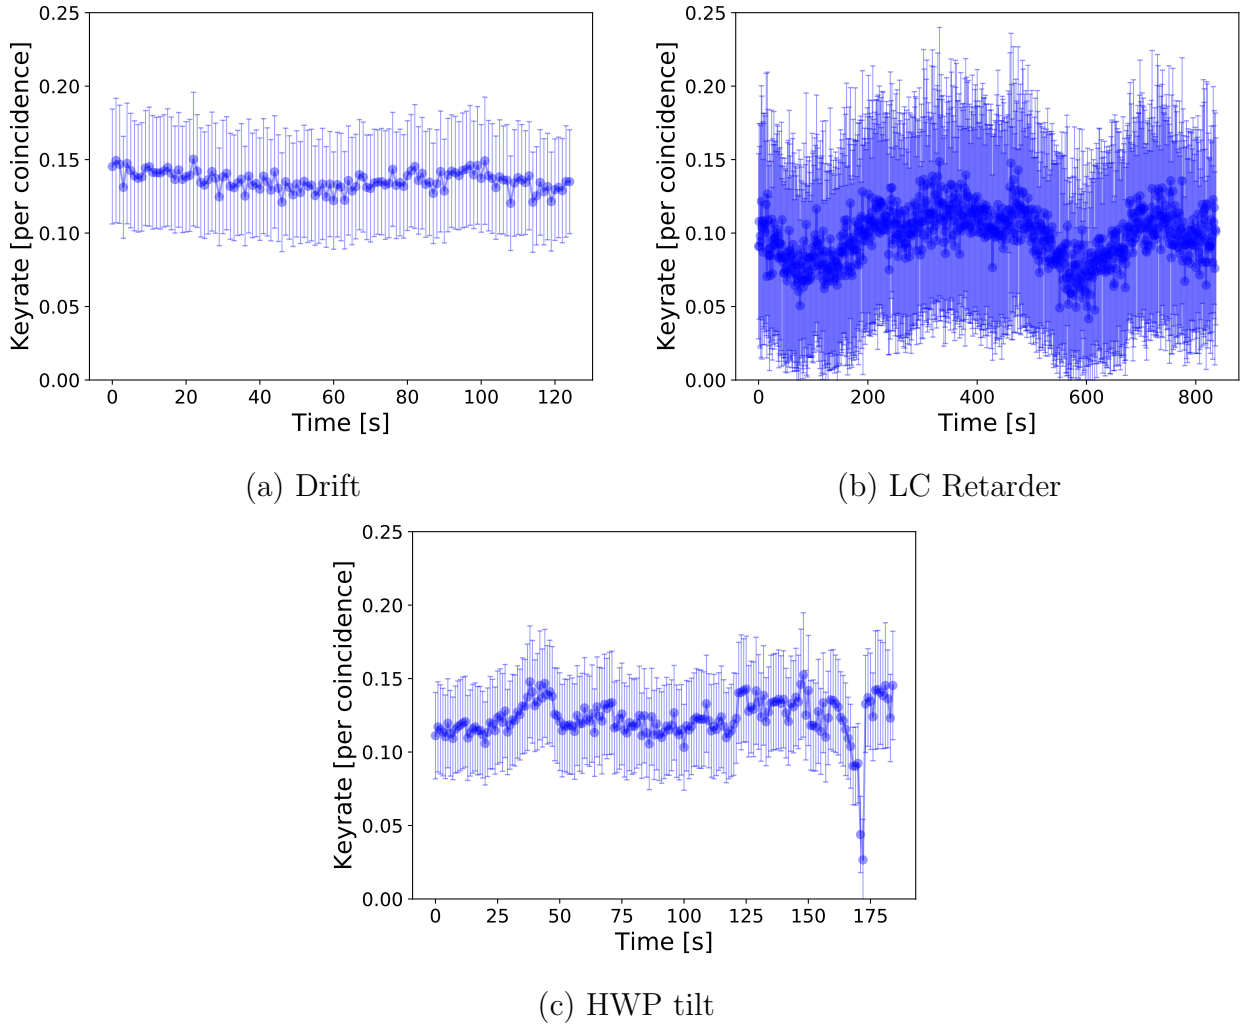 0.25
0.20
0.15
0.10
0.05
0.00
Keyrate [per coincidence]
0 20 40 60 80 100 120
Time [s]
(a) Drift
0.25
0.20
0.15
0.10
0.05
0.00
Keyrate [per coincidence]
0 200 400 600 800
Time [s]
(b) LC Retarder
0.25
0.20
0.15
0.10
0.05
0.00
Keyrate [per coincidence]
0 25 50 75 100 125 150 175
Time [s]
(c) HWP tilt